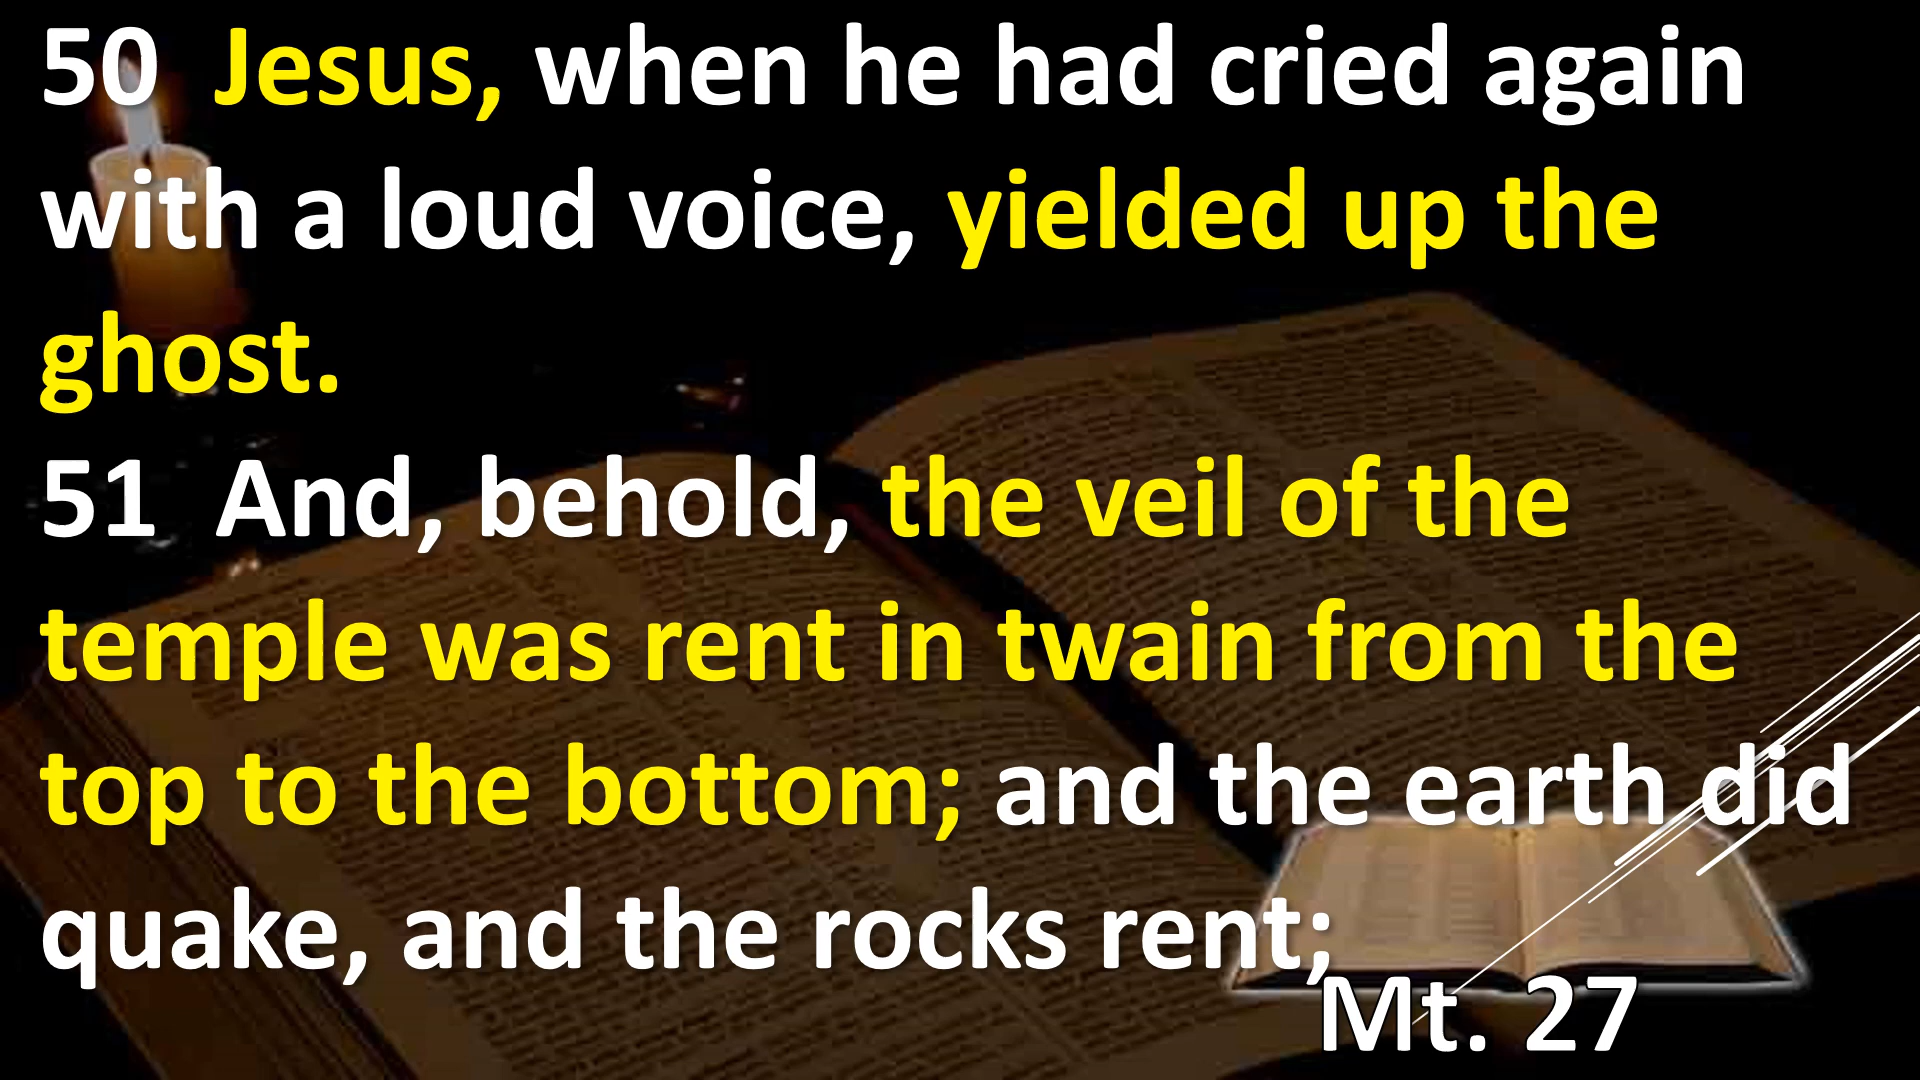 50 Jesus, when he had cried again
with a loud voice, yielded up the
ghost.
51 And, behold, the veil of the
temple was rent in twain from the
top to the bottom; and the earth did
quake, and the rocks rent;
Mt. 27